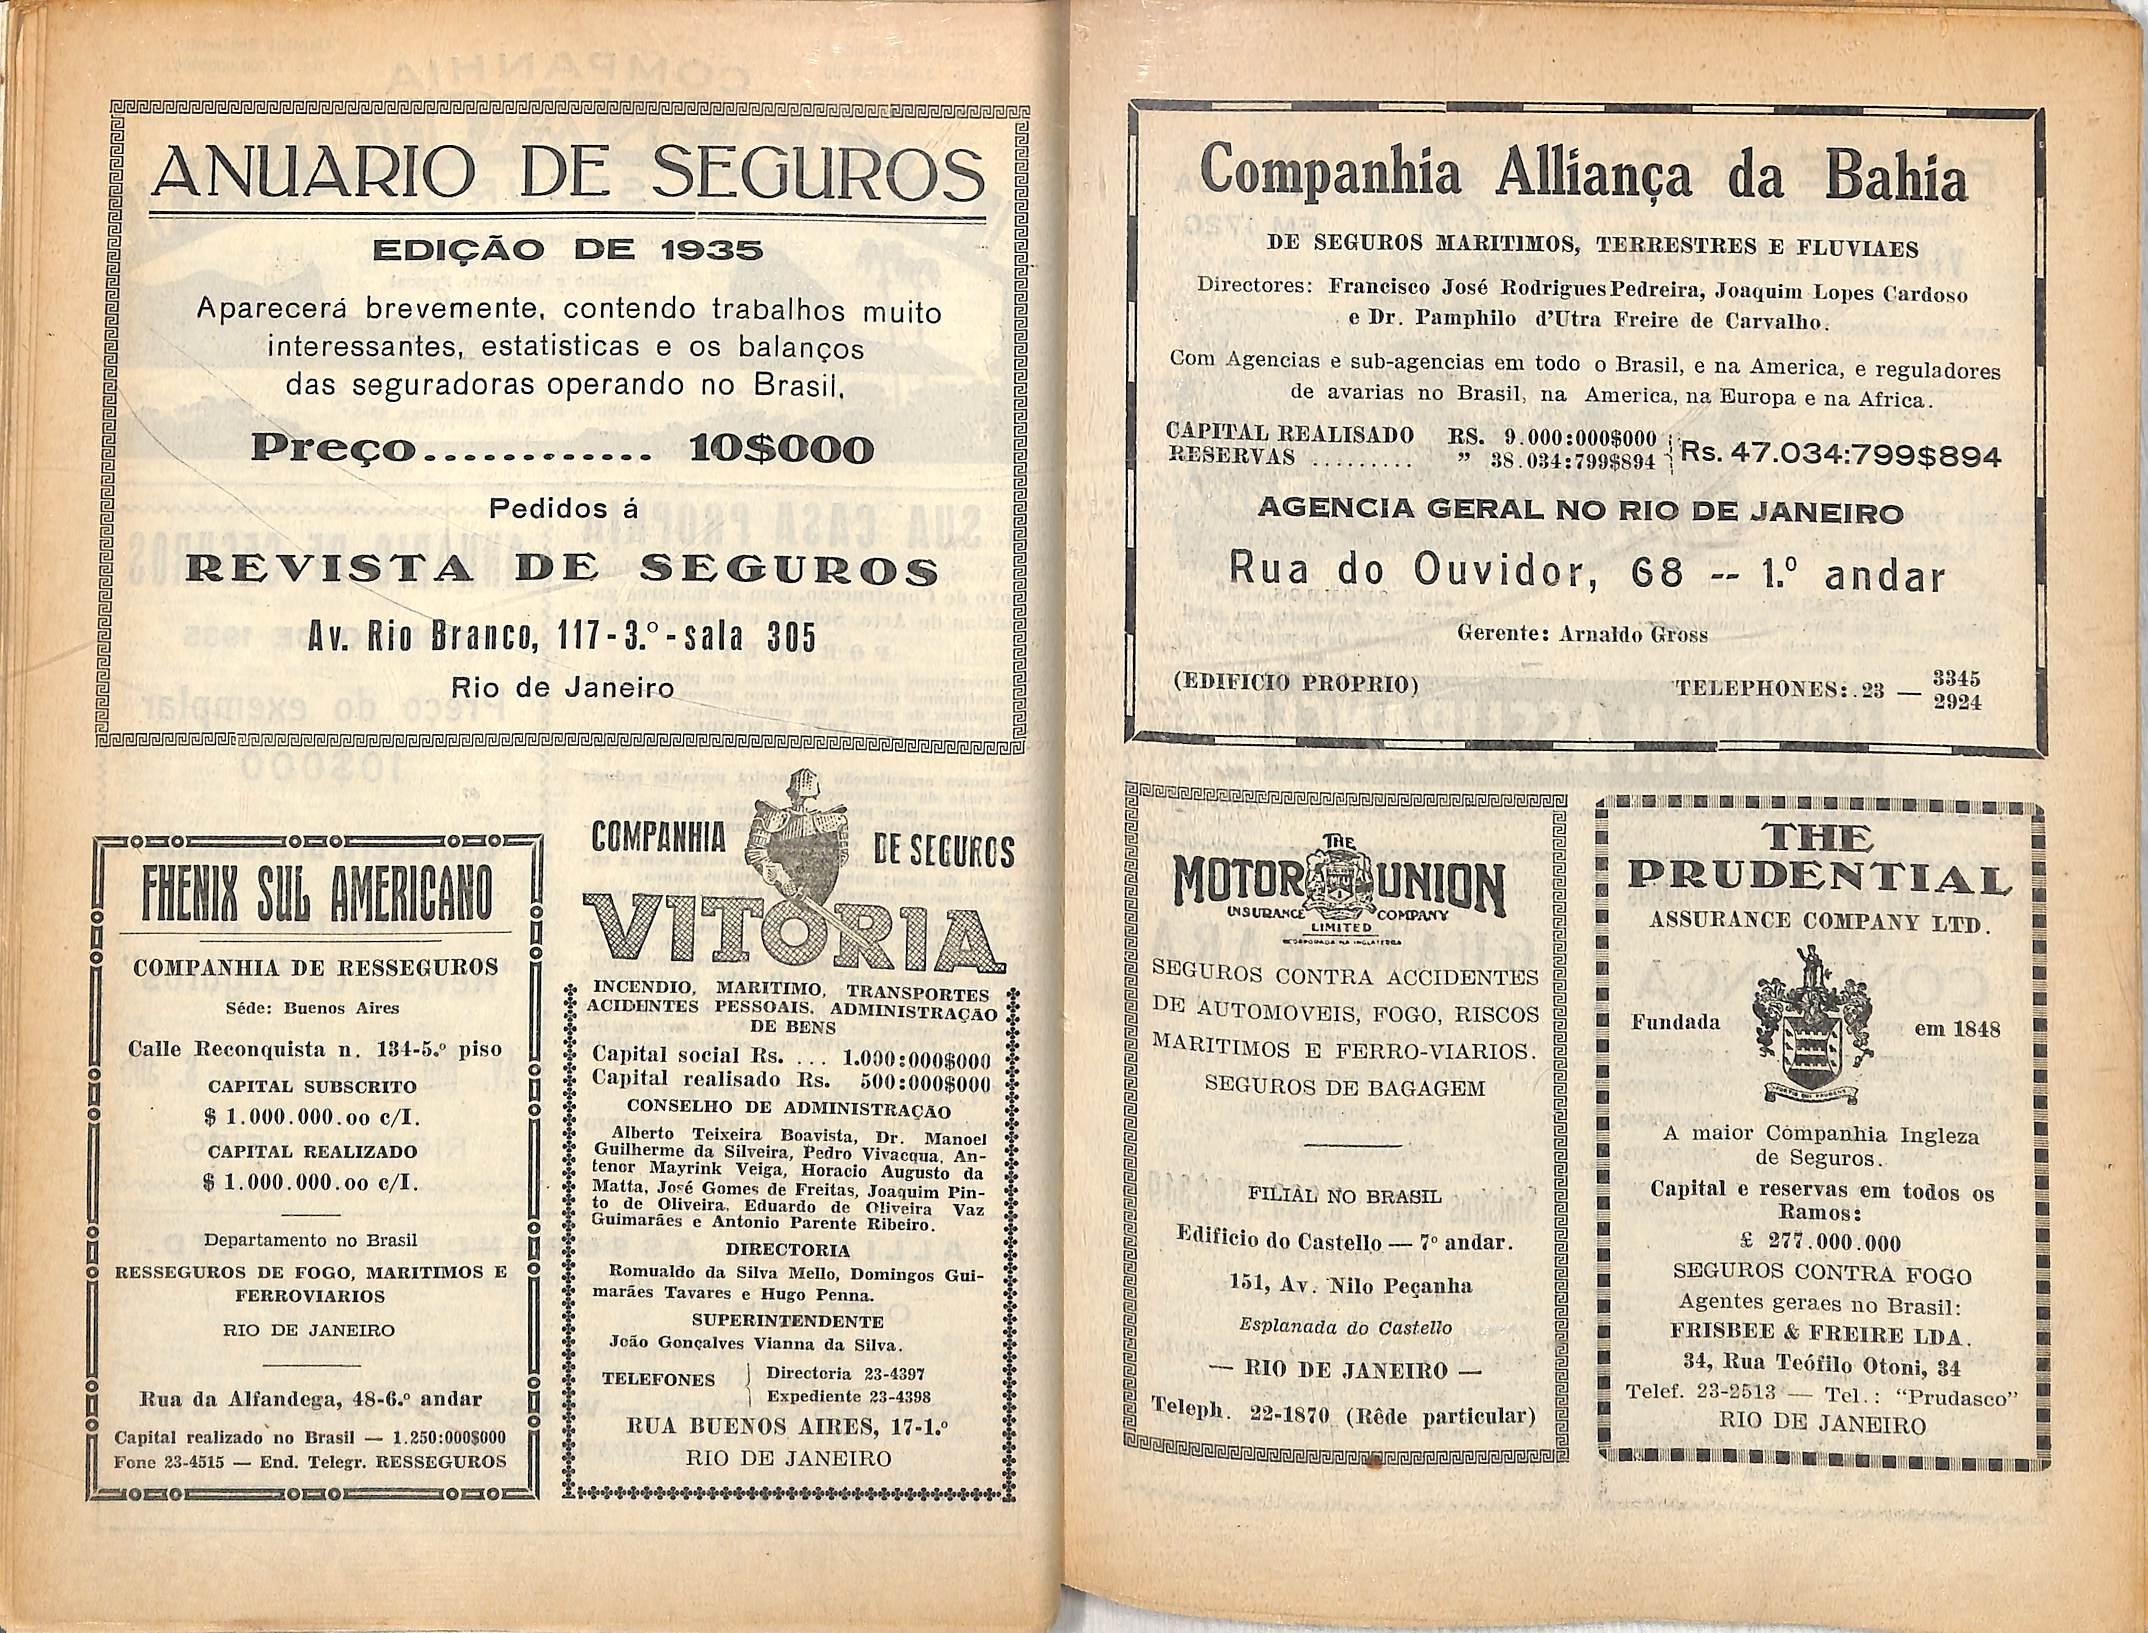 ANUARIO DE SEGUROS
EDIÇÃO DE 1935
Aparecerá brevemente, contendo trabalhos muito
interessantes, estatisticas e os balanços
das seguradoras operando no Brasil.
Preço............ 10$000
Pedidos á
REVISTA DE SEGUROS
Av. Rio Branco, 117-3.º-sala 305
Rio de Janeiro
FHENIX SUL AMERICANO
COMPANHIA DE RESSEGUROS
Séde: Buenos Aires
Calle Reconquista n. 134-5.º piso
CAPITAL SUBSCRITO
$ 1.000.000.oo c/l.
CAPITAL REALIZADO
$ 1.000.000.oo c/l.
Departamento no Brasil
RESSEGUROS DE FOGO, MARITIMOS E
FERROVIARIOS
RIO DE JANEIRO
Rua da Alfandega, 48-6.º andar
Capital realizado no Brasil — 1.250:000$000
Fone 23-4515 — End. Telegr. RESSEGUROS
COMPANHIA DE SEGUROS
VITORIA
INCENDIO, MARITIMO, TRANSPORTES
ACIDENTES PESSOAIS, ADMINISTRAÇÃO
DE BENS
Capital social Rs. ... 1.000:000$000
Capital realisado Rs. 500:000$000
CONSELHO DE ADMINISTRAÇÃO
Alberto Teixeira Boavista, Dr. Manoel
Guilherme da Silveira, Pedro Vivacqua, An-
tenor Mayrink Veiga, Horacio Augusto da
Matta, José Gomes de Freitas, Joaquim Pin-
to de Oliveira, Eduardo de Oliveira Vaz
Guimarães e Antonio Parente Ribeiro.
DIRECTORIA
Romualdo da Silva Mello, Domingos Gui-
marães Tavares e Hugo Penna.
SUPERINTENDENTE
João Gonçalves Vianna da Silva.
TELEFONES
Directoria 23-4397
Expediente 23-4398
RUA BUENOS AIRES, 17-1.º
RIO DE JANEIRO
Companhia Alliança da Bahia
DE SEGUROS MARITIMOS, TERRESTRES E FLUVIAES
Directores: Francisco José Rodrigues Pedreira, Joaquim Lopes Cardoso
e Dr. Pamphilo d'Utra Freire de Carvalho.
Com Agencias e sub-agencias em todo o Brasil, e na America, e reguladores
de avarias no Brasil, na America, na Europa e na Africa.
CAPITAL REALISADO RS. 9.000:000$000
RESERVAS ......... " 38.034:799$894
Rs. 47.034:799$894
AGENCIA GERAL NO RIO DE JANEIRO
Rua do Ouvidor, 68 -- 1.º andar
Gerente: Arnaldo Gross
(EDIFICIO PROPRIO) TELEPHONES: 23 — 3345
2924
THE
MOTOR UNION
INSURANCE COMPANY
LIMITED
INCORPORADA NA INGLATERRA
SEGUROS CONTRA ACCIDENTES
DE AUTOMOVEIS, FOGO, RISCOS
MARITIMOS E FERRO-VIARIOS.
SEGUROS DE BAGAGEM
FILIAL NO BRASIL
Edificio do Castello — 7º andar.
151, Av. Nilo Peçanha
Esplanada do Castello
— RIO DE JANEIRO —
Teleph. 22-1870 (Rêde particular)
THE
PRUDENTIAL
ASSURANCE COMPANY LTD.
Fundada em 1848
A maior Companhia Ingleza
de Seguros.
Capital e reservas em todos os
Ramos:
£ 277.000.000
SEGUROS CONTRA FOGO
Agentes geraes no Brasil:
FRISBEE & FREIRE LDA.
34, Rua Teófilo Otoni, 34
Telef. 23-2513 — Tel.: "Prudasco"
RIO DE JANEIRO